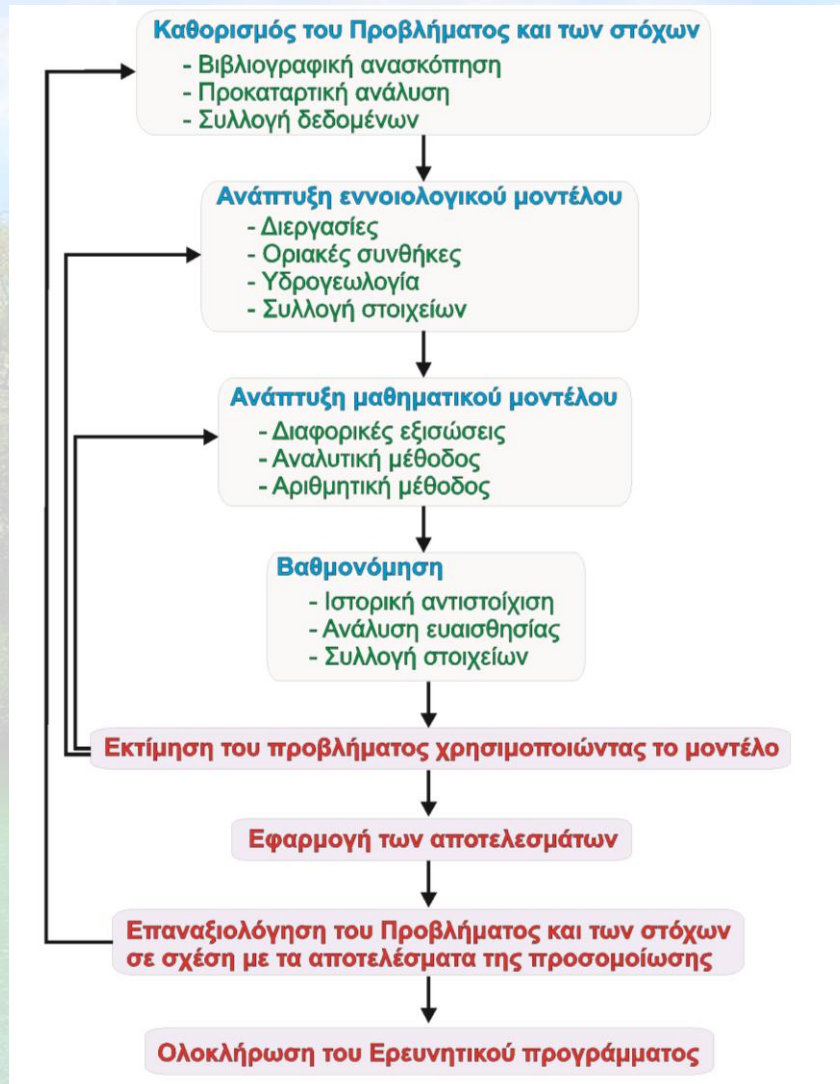 Καθορισμός του Προβλήματος και των στόχων
- Βιβλιογραφική ανασκόπηση
- Προκαταρτική ανάλυση
- Συλλογή δεδομένων
Ανάπτυξη εννοιολογικού μοντέλου
- Διεργασίες
- Οριακές συνθήκες
- Υδρογεωλογία
- Συλλογή στοιχείων
Ανάπτυξη μαθηματικού μοντέλου
- Διαφορικές εξισώσεις
- Αναλυτική μέθοδος
- Αριθμητική μέθοδος
Βαθμονόμηση
- Ιστορική αντιστοίχιση
- Ανάλυση ευαισθησίας
- Συλλογή στοιχείων
Εκτίμηση του προβλήματος χρησιμοποιώντας το μοντέλο
Εφαρμογή των αποτελεσμάτων
Επαναξιολόγηση του Προβλήματος και των στόχων
σε σχέση με τα αποτελέσματα της προσομοίωσης
Ολοκλήρωση του Ερευνητικού προγράμματος